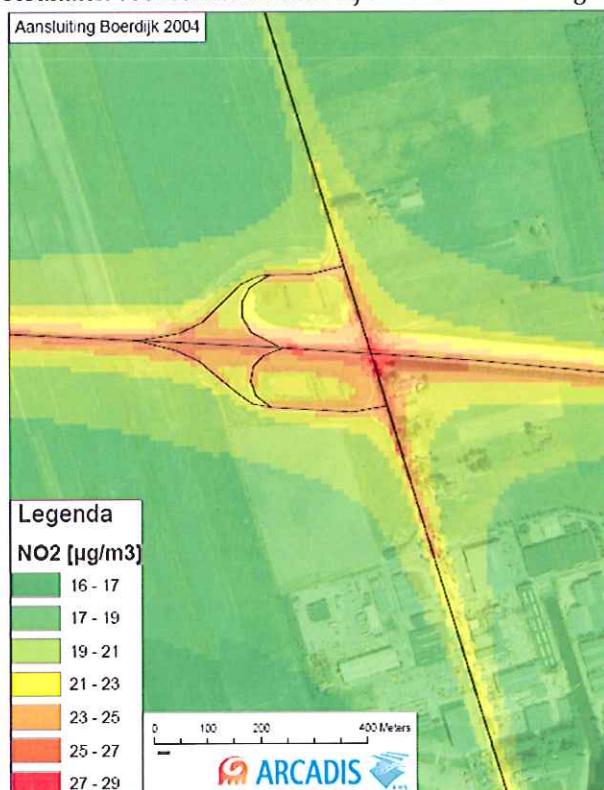 Aansluiting Boerdijk 2004
Legenda
NO2 [µg/m3]
16 - 17
17 - 19
19 - 21
21 - 23
23 - 25
25 - 27
27 - 29
0 100 200 400 Meters
ARCADIS